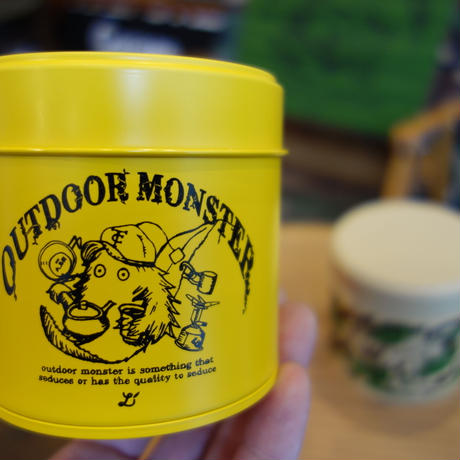 OUTDOOR MONSTER
outdoor monster is something that
seduces or has the quality to seduce